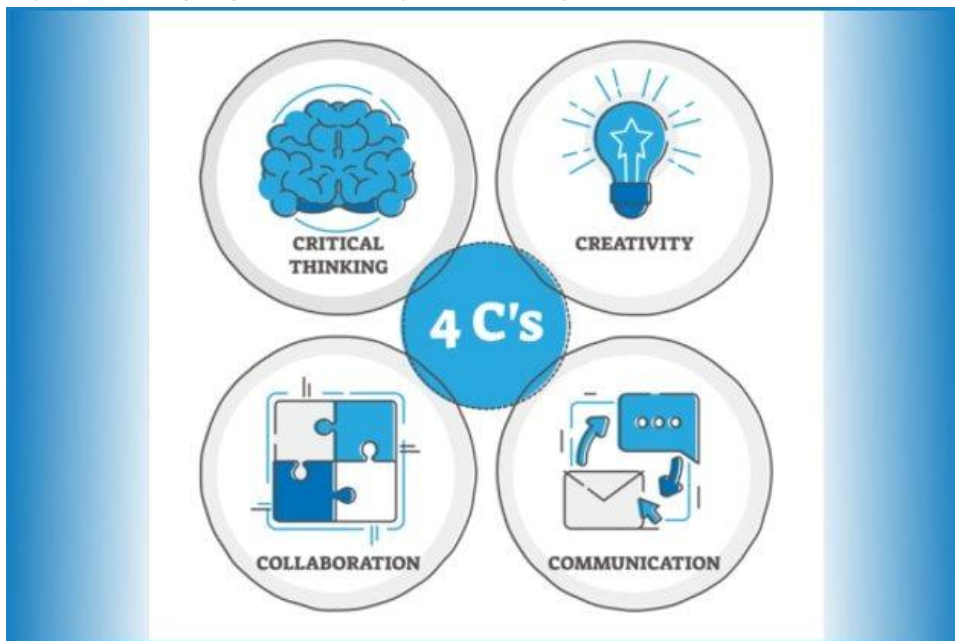 CRITICAL
THINKING
CREATIVITY
4 C's
COLLABORATION
COMMUNICATION